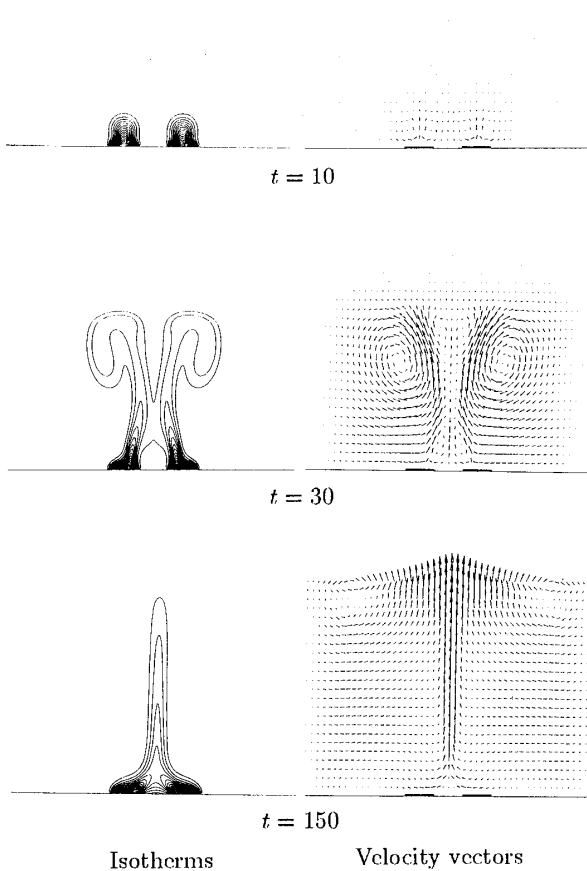 t = 10
t = 30
t = 150
Isotherms
Velocity vectors